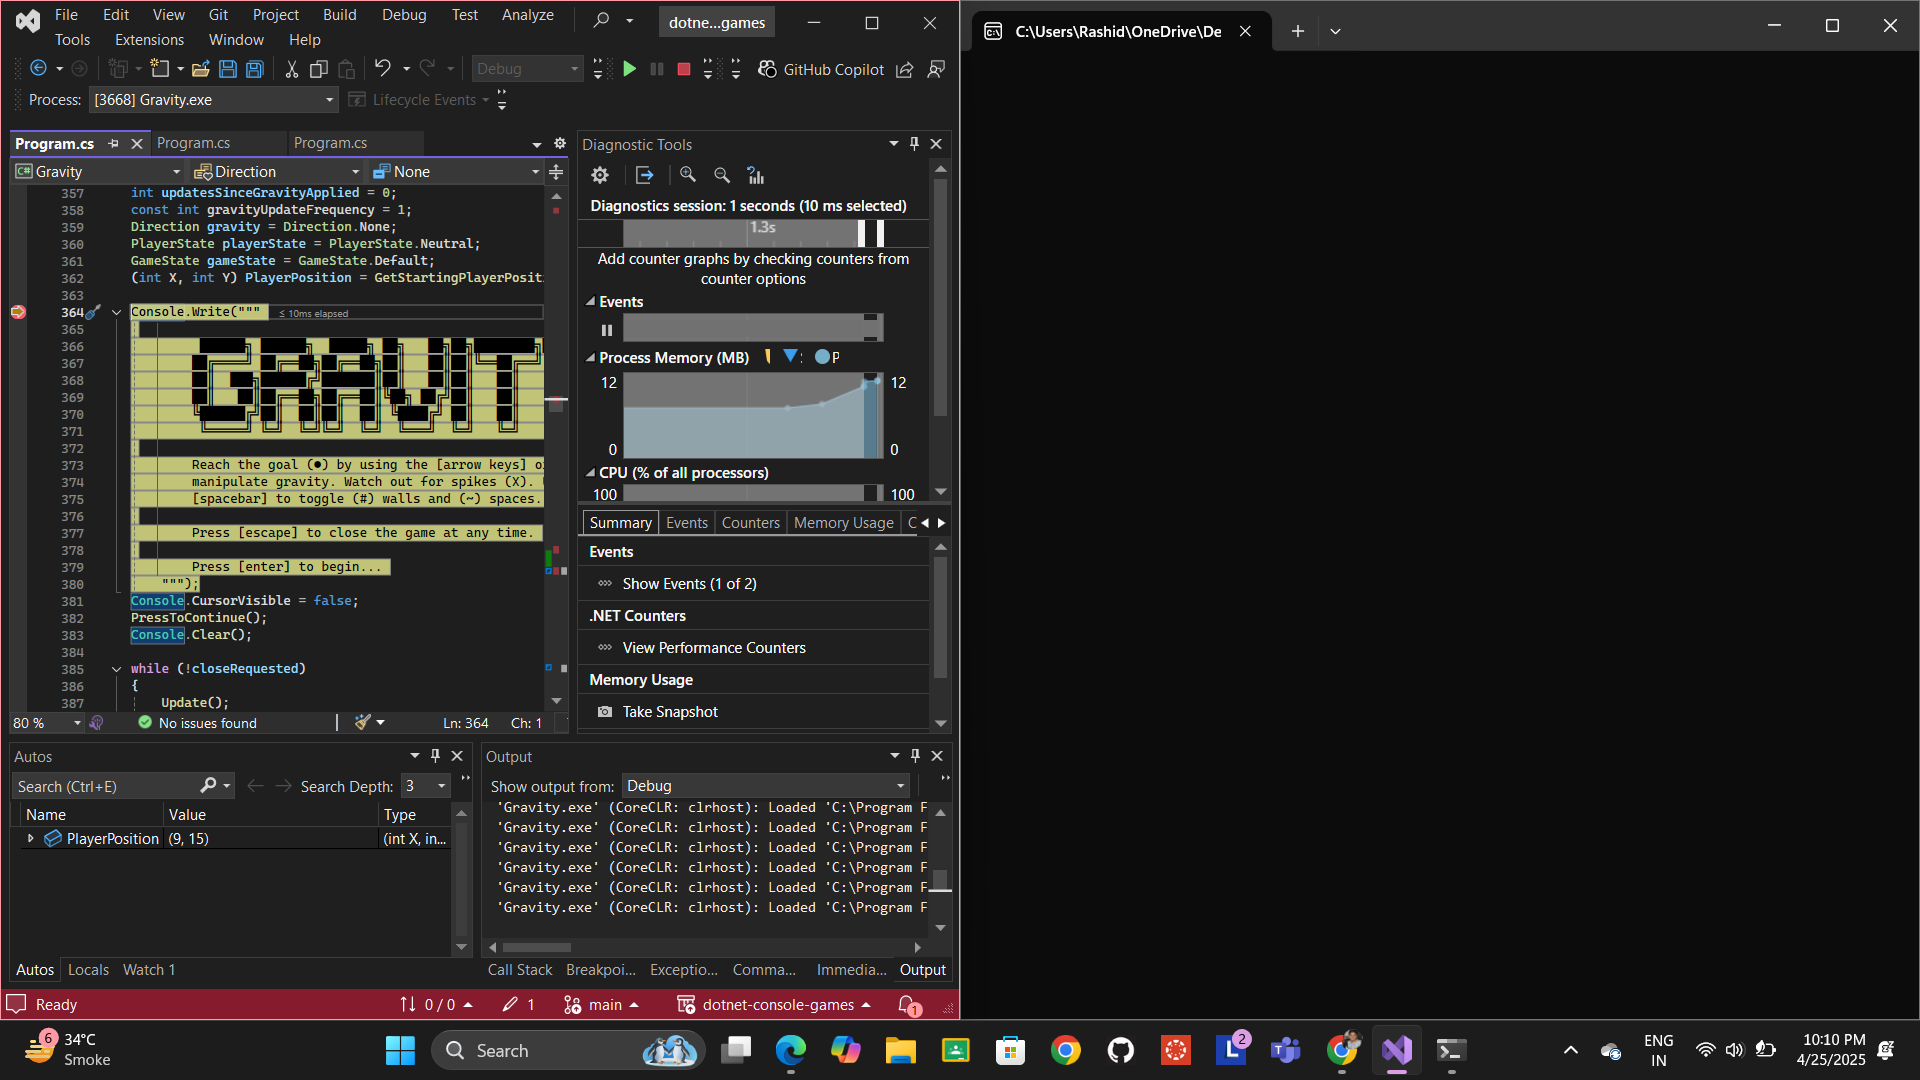 File Edit View Git Project Build Debug Test Analyze
dotne...games
Tools Extensions Window Help
Debug
GitHub Copilot
Process: [3668] Gravity.exe
Lifecycle Events
Program.cs Program.cs Program.cs
C# Gravity Direction None
357 int updatesSinceGravityApplied = 0;
358 const int gravityUpdateFrequency = 1;
359 Direction gravity = Direction.None;
360 PlayerState playerState = PlayerState.Neutral;
361 GameState gameState = GameState.Default;
362 (int X, int Y) PlayerPosition = GetStartingPlayerPosit
363
364 Console.Write(""" ≤ 10ms elapsed
365
366
367
368 GRAVIT
369
370
371
372
373 Reach the goal (●) by using the [arrow keys] o
374 manipulate gravity. Watch out for spikes (X).
375 [spacebar] to toggle (#) walls and (~) spaces.
376
377 Press [escape] to close the game at any time.
378
379 Press [enter] to begin...
380 """);
381 Console.CursorVisible = false;
382 PressToContinue();
383 Console.Clear();
384
385 while (!closeRequested)
386 {
387 Update();
80 % No issues found Ln: 364 Ch: 1
Diagnostic Tools
Diagnostics session: 1 seconds (10 ms selected)
1.3s
Add counter graphs by checking counters from
counter options
Events
Process Memory (MB) P
12 12
0 0
CPU (% of all processors)
100 100
Summary Events Counters Memory Usage C
Events
Show Events (1 of 2)
.NET Counters
View Performance Counters
Memory Usage
Take Snapshot
Autos
Search (Ctrl+E) Search Depth: 3
Name Value Type
PlayerPosition (9, 15) (int X, in...
Autos Locals Watch 1
Output
Show output from: Debug
'Gravity.exe' (CoreCLR: clrhost): Loaded 'C:\Program F
'Gravity.exe' (CoreCLR: clrhost): Loaded 'C:\Program F
'Gravity.exe' (CoreCLR: clrhost): Loaded 'C:\Program F
'Gravity.exe' (CoreCLR: clrhost): Loaded 'C:\Program F
'Gravity.exe' (CoreCLR: clrhost): Loaded 'C:\Program F
'Gravity.exe' (CoreCLR: clrhost): Loaded 'C:\Program F
Call Stack Breakpoi... Exceptio... Comma... Immedia... Output
Ready 0 / 0 1 main dotnet-console-games 1
C:\Users\Rashid\OneDrive\De
6 34°C
Smoke
Search
2
ENG
IN
10:10 PM
4/25/2025